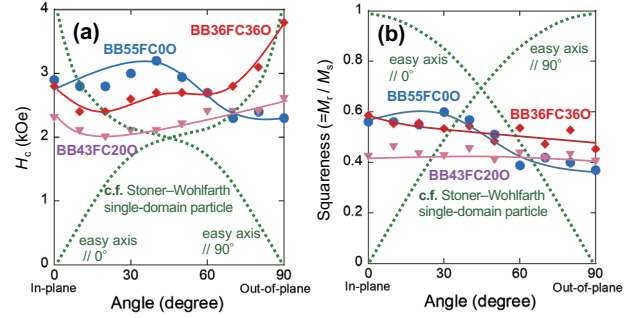 (a)
BB36FC36O
BB55FC0O
BB43FC20O
c.f. Stoner–Wohlfarth
single-domain particle
easy axis
// 0°
easy axis
// 90°
Hc (kOe)
4
3
2
1
0
0
30
60
90
In-plane
Out-of-plane
Angle (degree)
(b)
easy axis
// 0°
easy axis
// 90°
BB55FC0O
BB36FC36O
BB43FC20O
c.f. Stoner–Wohlfarth
single-domain particle
Squareness (=Mr / Ms)
1
0.8
0.6
0.4
0.2
0
0
30
60
90
In-plane
Out-of-plane
Angle (degree)